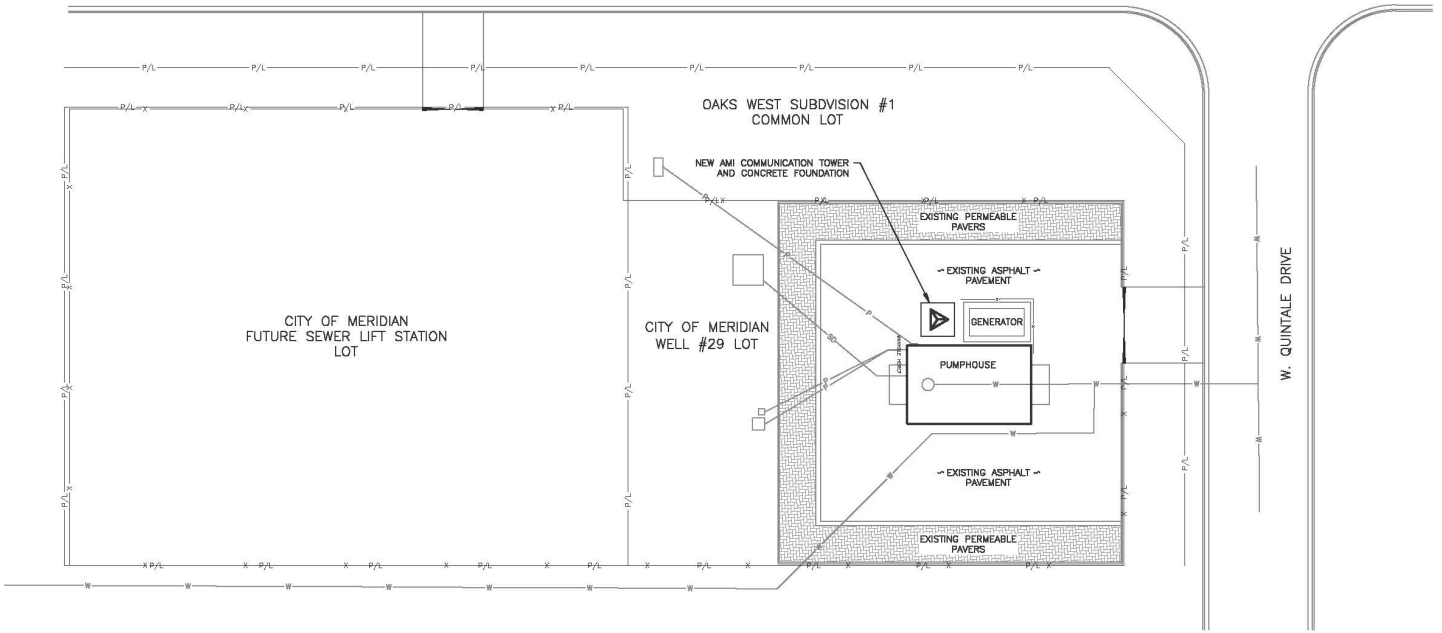 OAKS WEST SUBDVISION #1
COMMON LOT
NEW AMI COMMUNICATION TOWER
AND CONCRETE FOUNDATION
EXISTING PERMEABLE
PAVERS
~ EXISTING ASPHALT ~
PAVEMENT
GENERATOR
PUMPHOUSE
CITY OF MERIDIAN
FUTURE SEWER LIFT STATION
LOT
CITY OF MERIDIAN
WELL #29 LOT
W. QUINTALE DRIVE
~ EXISTING ASPHALT ~
PAVEMENT
EXISTING PERMEABLE
PAVERS
P/L
P/L
P/L
P/L
P/L
P/L
P/L
P/L
P/L
SD
P
P
W
W
W
W
W
W
W
W
W
W
W
X
X
X